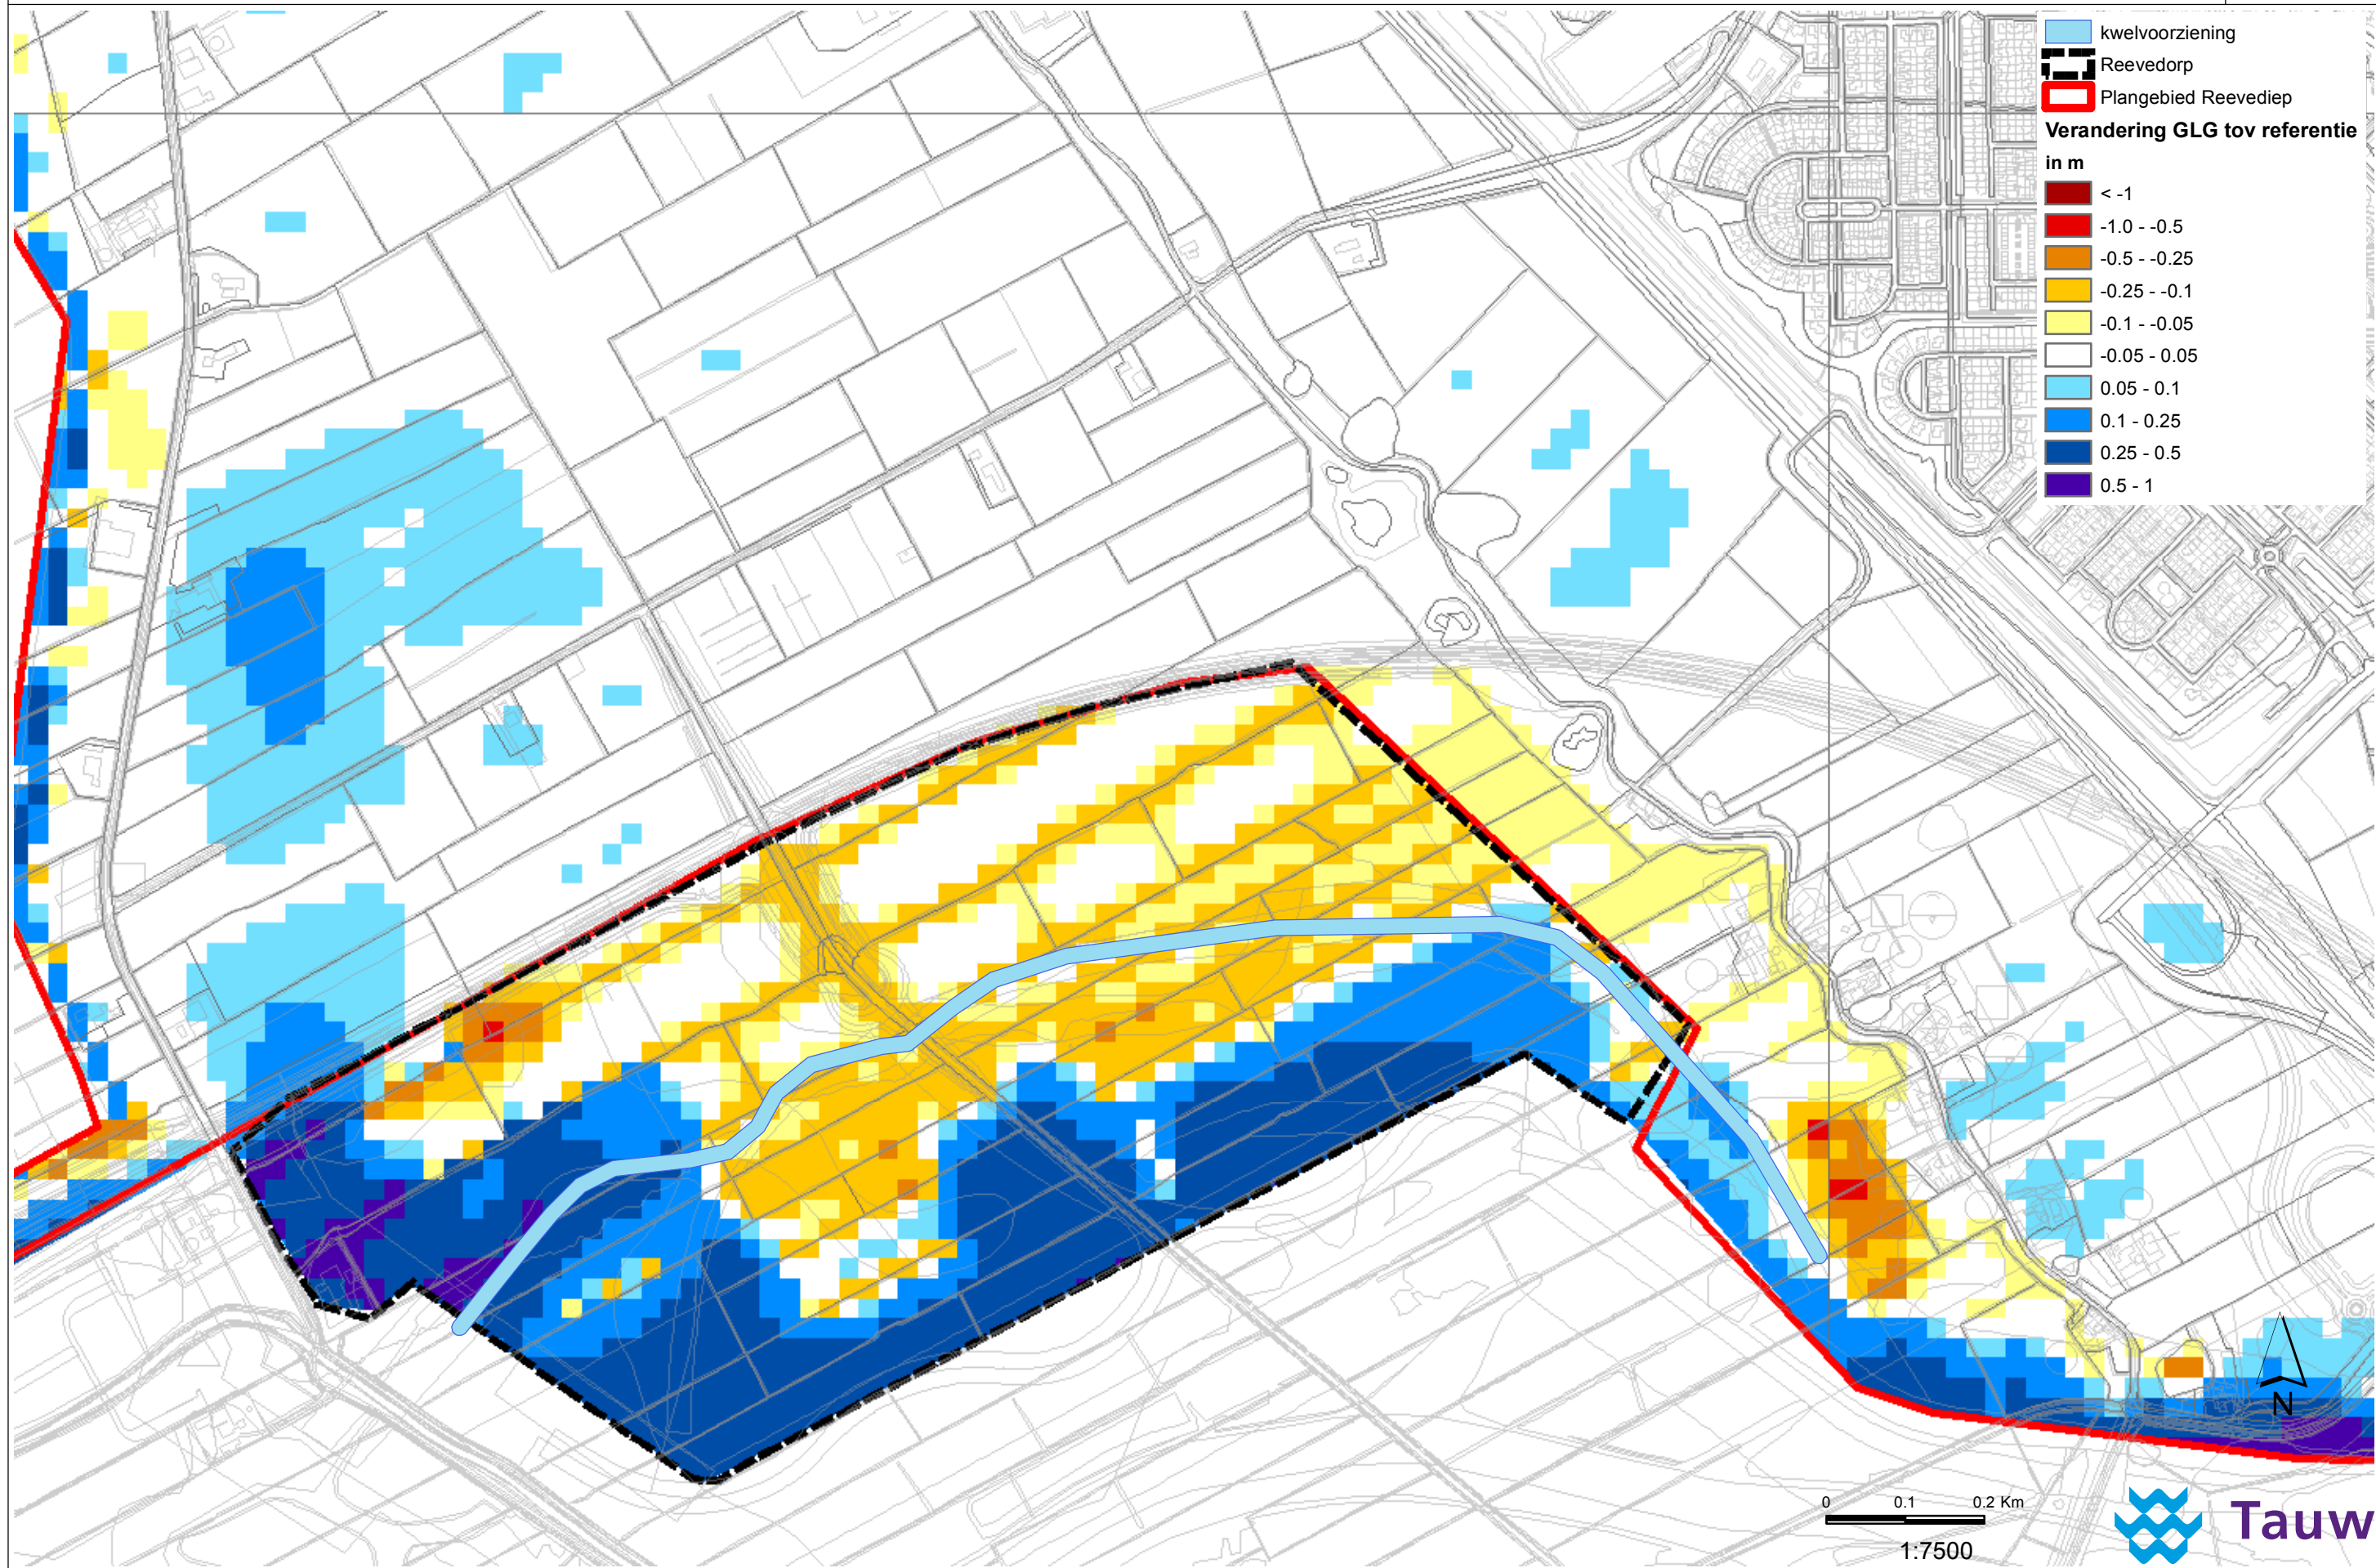 kwelvoorziening
Reevedorp
Plangebied Reevediep
Verandering GLG tov referentie
in m
< -1
-1.0 - -0.5
-0.5 - -0.25
-0.25 - -0.1
-0.1 - -0.05
-0.05 - 0.05
0.05 - 0.1
0.1 - 0.25
0.25 - 0.5
0.5 - 1
N
0 0.1 0.2 Km
1:7500
Tauw